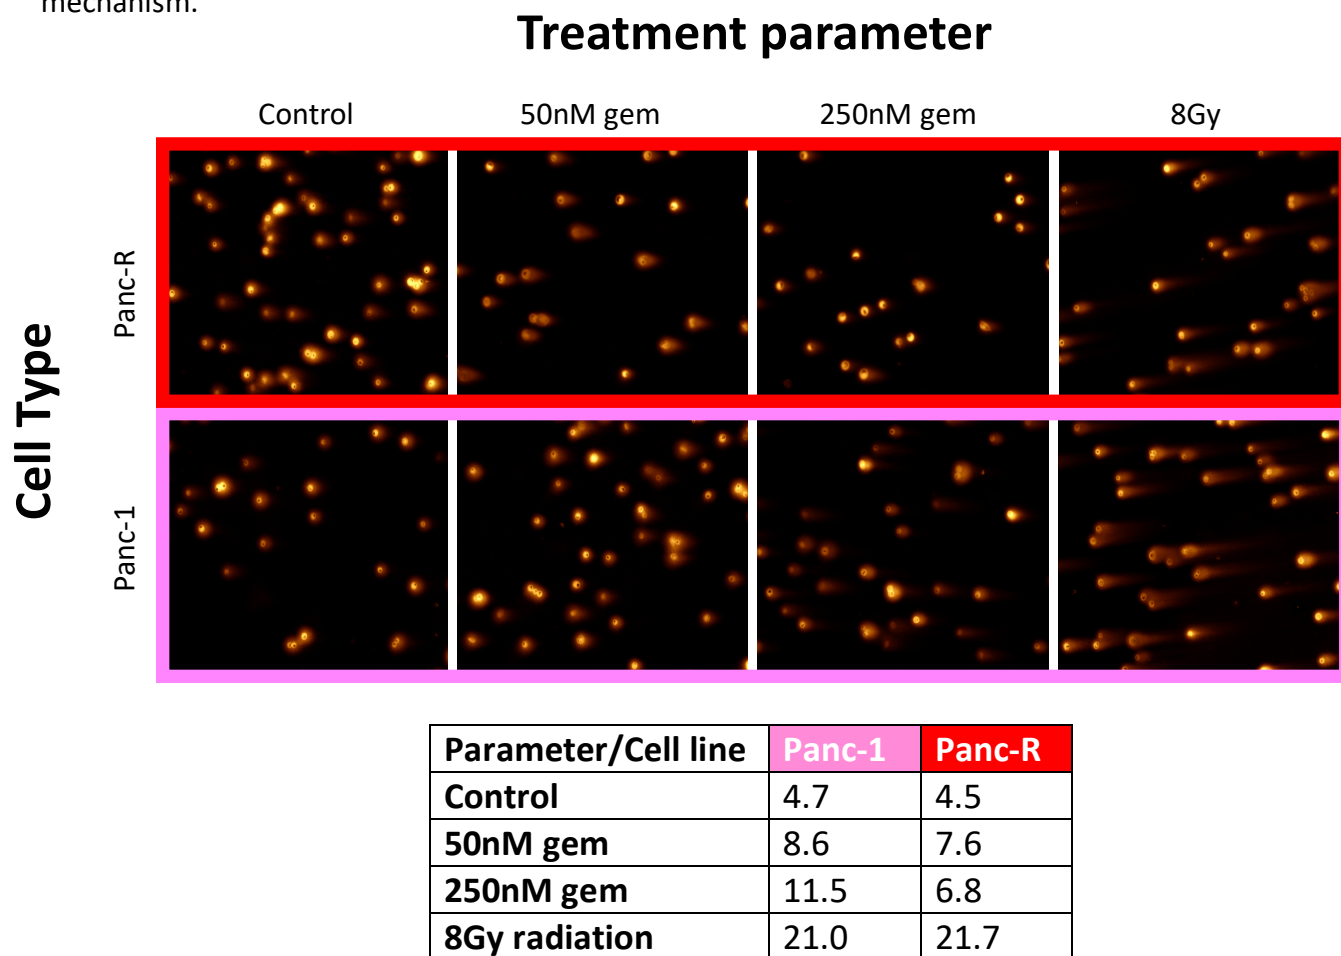 mechanism.
Treatment parameter
Control 50nM gem 250nM gem 8Gy
Cell Type
Panc-R
Panc-1
Parameter/Cell line Panc-1 Panc-R
Control 4.7 4.5
50nM gem 8.6 7.6
250nM gem 11.5 6.8
8Gy radiation 21.0 21.7